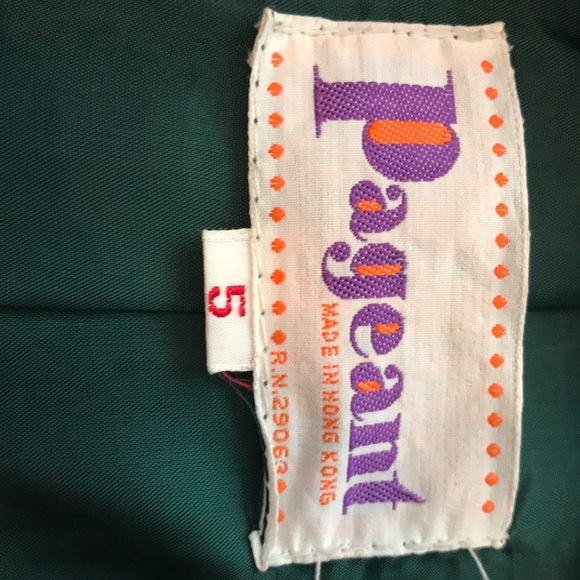 Pageant
MADE IN HONG KONG
R.N.29063
5